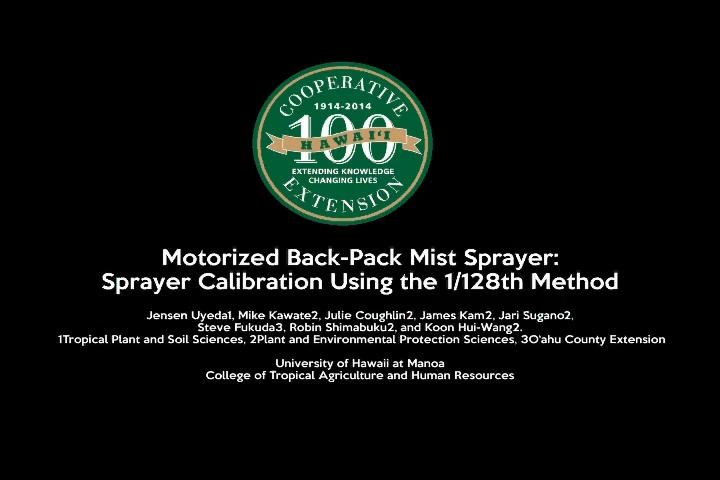 COOPERATIVE
1914-2014
100
HAWAI'I
EXTENDING KNOWLEDGE
CHANGING LIVES
EXTENSION
Motorized Back-Pack Mist Sprayer:
Sprayer Calibration Using the 1/128th Method
Jensen Uyeda1, Mike Kawate2, Julie Coughlin2, James Kam2, Jari Sugano2,
Steve Fukuda3, Robin Shimabuku2, and Koon Hui-Wang2.
1Tropical Plant and Soil Sciences, 2Plant and Environmental Protection Sciences, 3O'ahu County Extension
University of Hawaii at Manoa
College of Tropical Agriculture and Human Resources